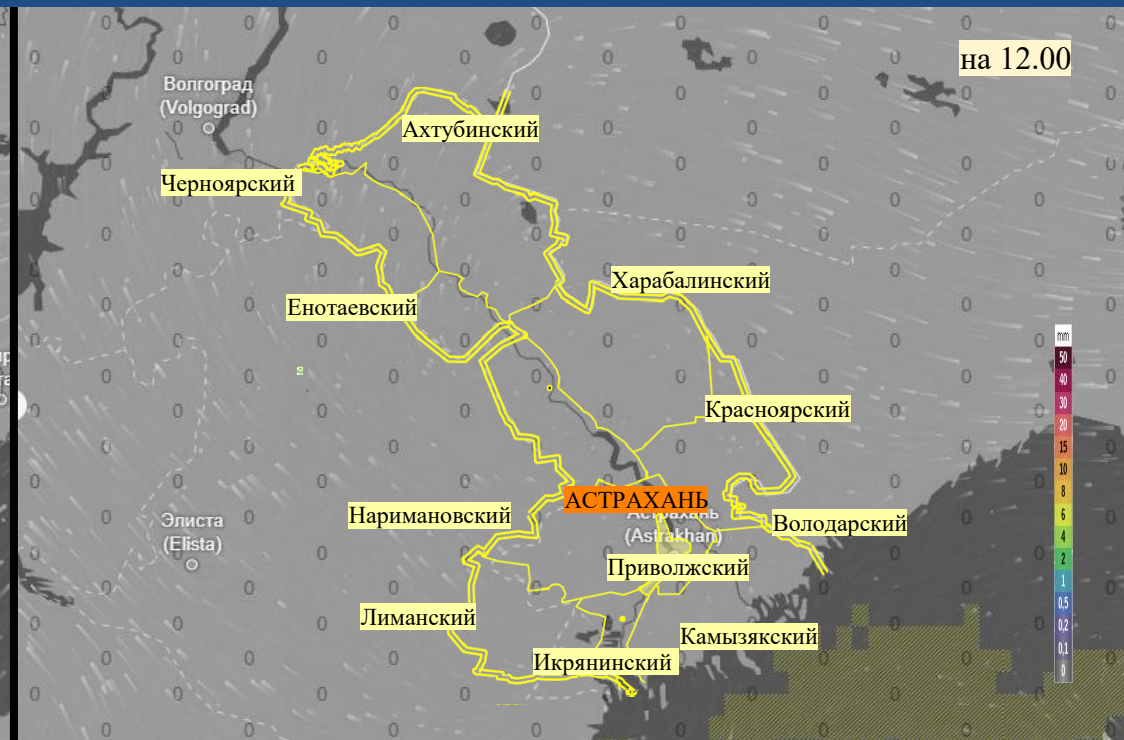 на 12.00
Волгоград
(Volgograd)
Ахтубинский
Черноярский
Харабалинский
Енотаевский
mm
50
40
30
20
15
10
8
6
4
2
1
0,5
0,2
0,1
0
Красноярский
АСТРАХАНЬ
Нариманoвский
Элиста
(Elista)
Астрахань
(Astrakhan)
Володарский
Приволжский
Лиманский
Камызякский
Икрянинский